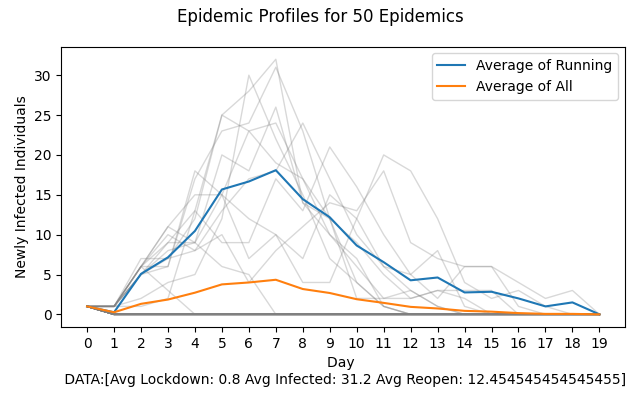 Epidemic Profiles for 50 Epidemics
Average of Running
Average of All
Newly Infected Individuals
30
25
20
15
10
5
0
0 1 2 3 4 5 6 7 8 9 10 11 12 13 14 15 16 17 18 19
Day
DATA:[Avg Lockdown: 0.8 Avg Infected: 31.2 Avg Reopen: 12.454545454545455]